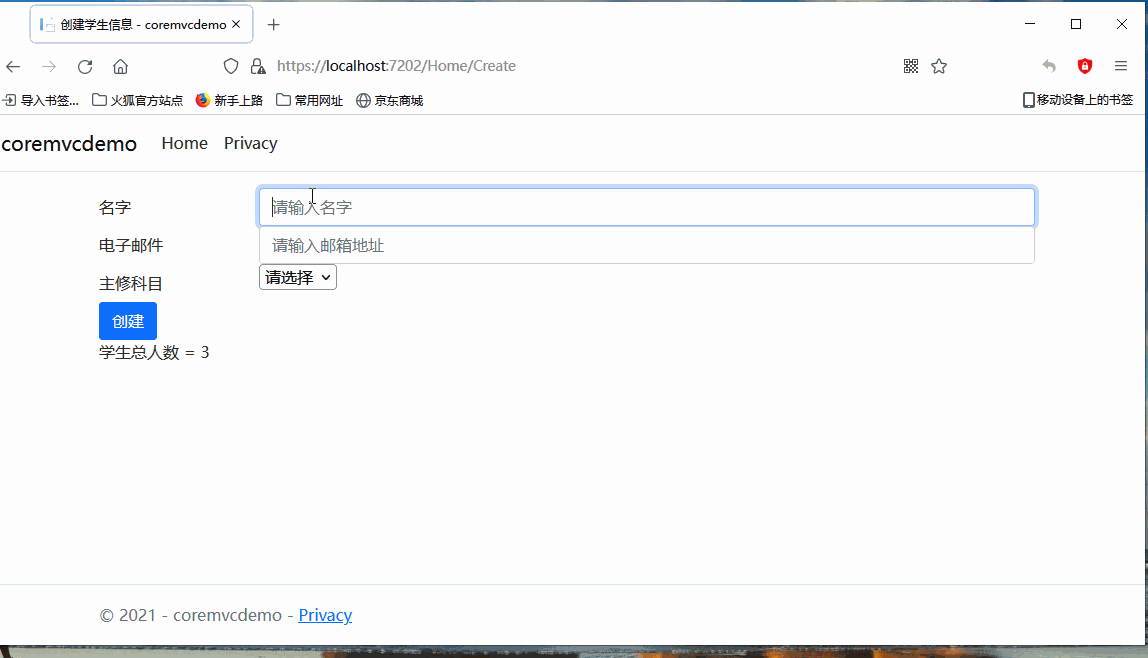 创建学生信息 - coremvcdemo
https://localhost:7202/Home/Create
导入书签... 火狐官方站点 新手上路 常用网址 京东商城 移动设备上的书签
coremvcdemo Home Privacy
名字 请输入名字
电子邮件 请输入邮箱地址
主修科目 请选择
创建
学生总人数 = 3
© 2021 - coremvcdemo - Privacy